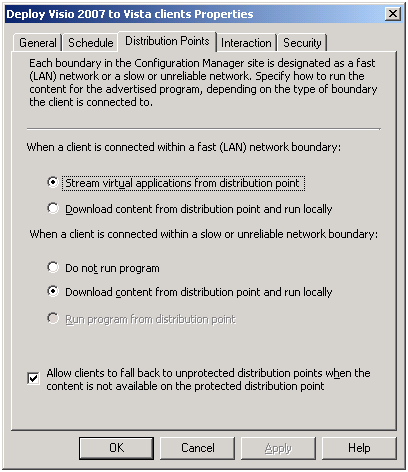 Deploy Visio 2007 to Vista clients Properties
General
Schedule
Distribution Points
Interaction
Security
Each boundary in the Configuration Manager site is designated as a fast
(LAN) network or a slow or unreliable network. Specify how to run the
content for the advertised program, depending on the type of boundary
the client is connected to.
When a client is connected within a fast (LAN) network boundary:
Stream virtual applications from distribution point
Download content from distribution point and run locally
When a client is connected within a slow or unreliable network boundary:
Do not run program
Download content from distribution point and run locally
Run program from distribution point
Allow clients to fall back to unprotected distribution points when the
content is not available on the protected distribution point
OK
Cancel
Apply
Help